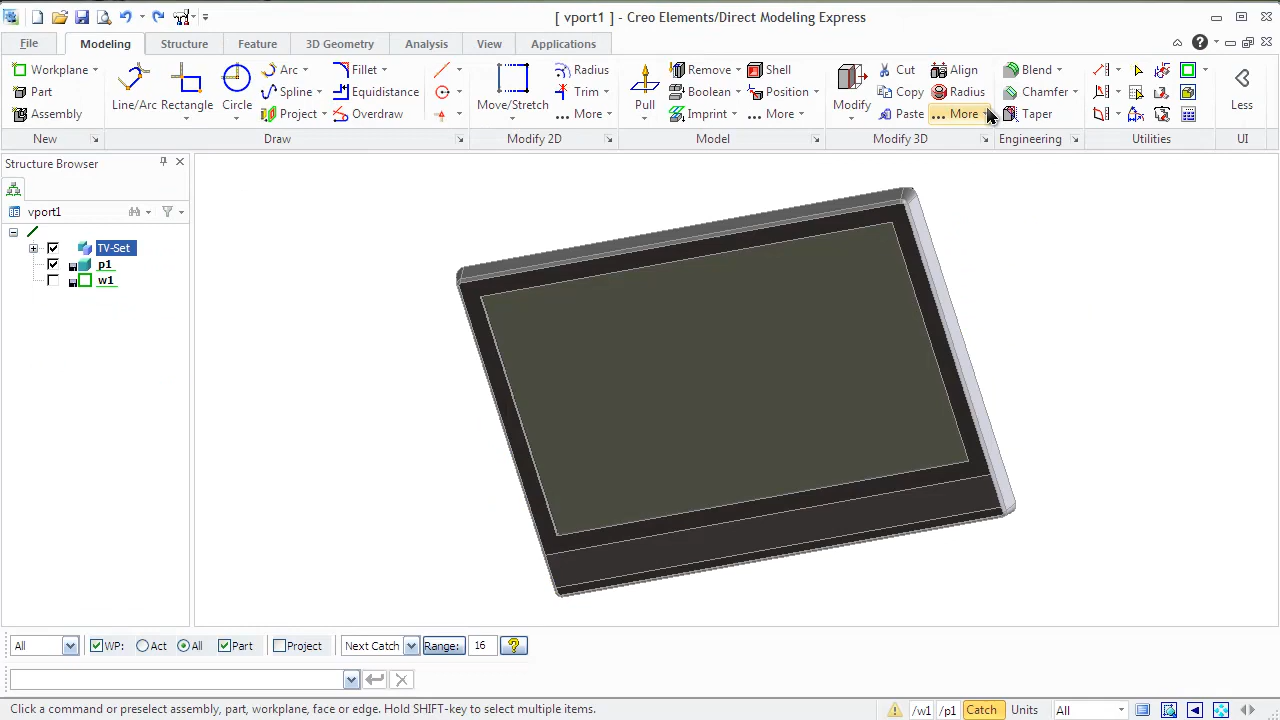 [ vport1 ] - Creo Elements/Direct Modeling Express
File Modeling Structure Feature 3D Geometry Analysis View Applications
Workplane Arc Fillet Radius Remove Shell Cut Align Blend
Part Line/Arc Rectangle Circle Spline Equidistance Move/Stretch Trim Pull Boolean Position Modify Copy Radius Chamfer Less
Assembly Project Overdraw More Imprint More Paste More Taper
New Draw Modify 2D Model Modify 3D Engineering Utilities UI
Structure Browser
vport1
TV-Set
p1
w1
All WP: Act All Part Project Next Catch Range: 16 ?
Click a command or preselect assembly, part, workplane, face or edge. Hold SHIFT-key to select multiple items. /w1 /p1 Catch Units All